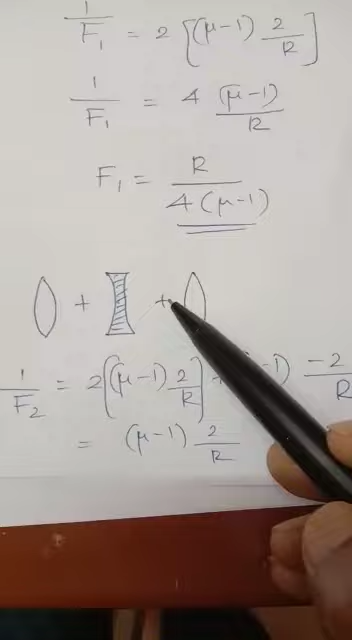 1/F₁ = 2 [(μ-1) 2/R]
1/F₁ = 4 (μ-1)/R
F₁ = R/4(μ-1)
+ +
1/F₂ = 2((μ-1) 2/R) -1) -2/R
= (μ-1) 2/R